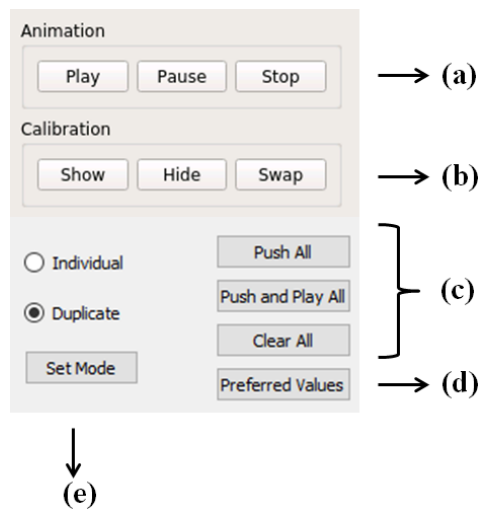 Animation
Play Pause Stop (a)
Calibration
Show Hide Swap (b)
Individual Push All
Push and Play All (c)
Duplicate
Clear All
Set Mode
Preferred Values (d)
(e)